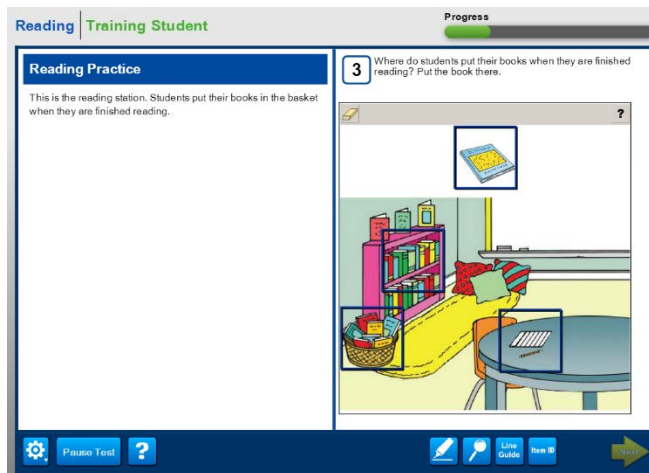 Reading Training Student
Progress
Reading Practice
This is the reading station. Students put their books in the basket
when they are finished reading.
3
Where do students put their books when they are finished
reading? Put the book there.
?
Pause Test
?
Line
Guide
Item ID
Next